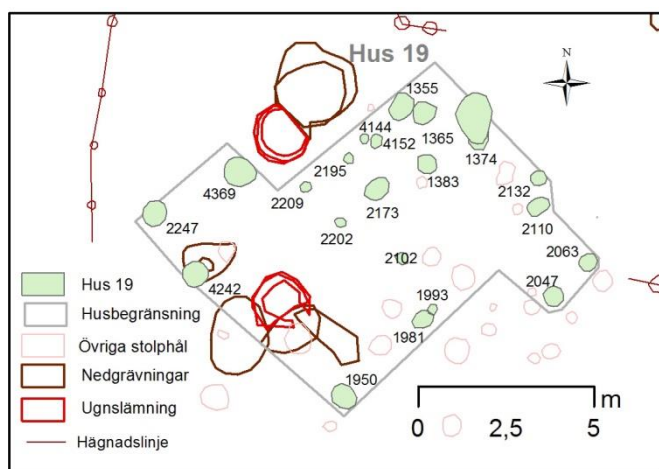 Hus 19
N
1355
4144
4152
1365
1374
2195
1383
4369
2209
2173
2132
2110
2247
2202
2063
2102
2047
4242
1993
1981
1950
Hus 19
Husbegränsning
Övriga stolphål
Nedgrävningar
Ugnslämning
Hägnadslinje
m
0 2,5 5